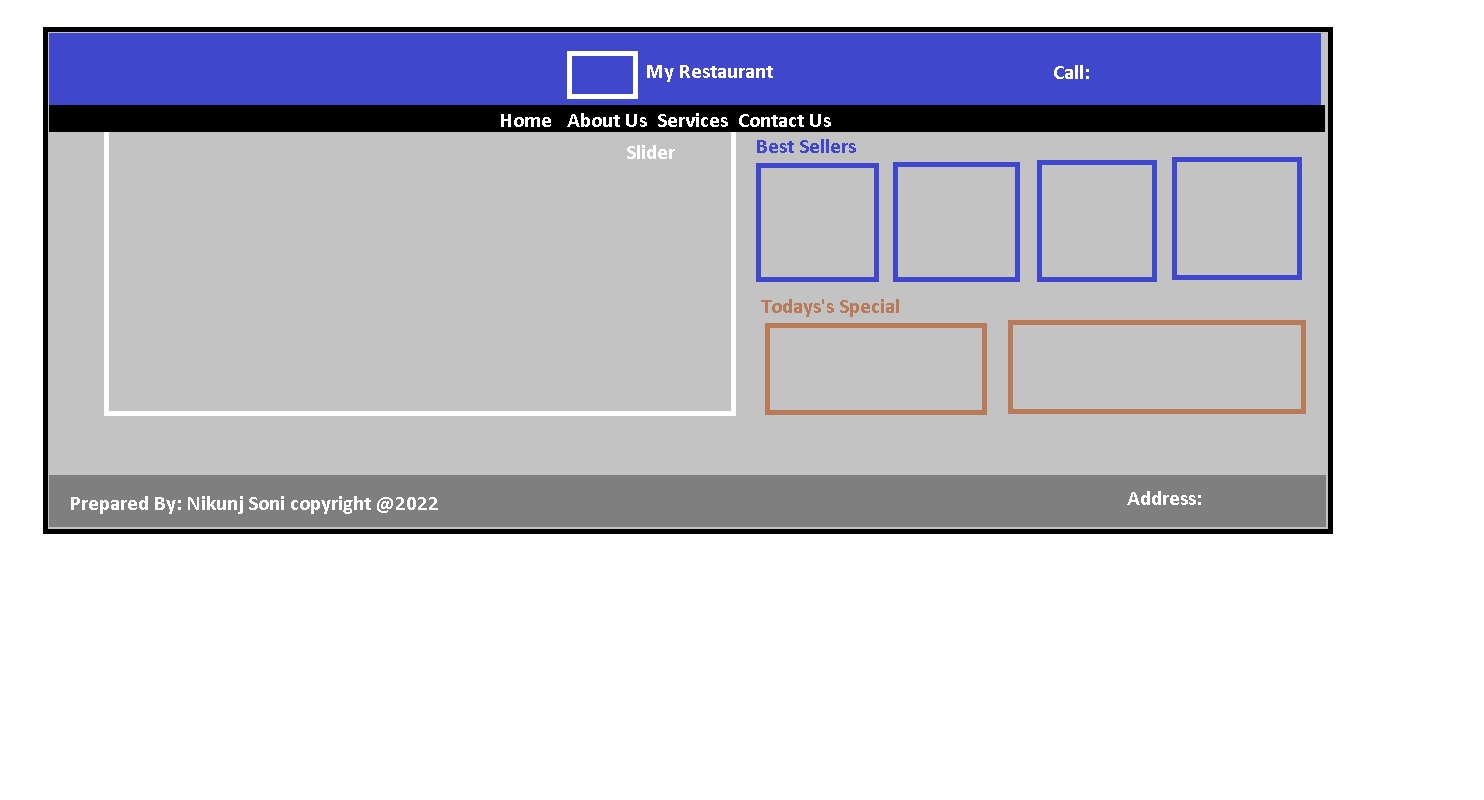 My Restaurant
Call:
Home About Us Services Contact Us
Slider
Best Sellers
Todays's Special
Prepared By: Nikunj Soni copyright @2022
Address: